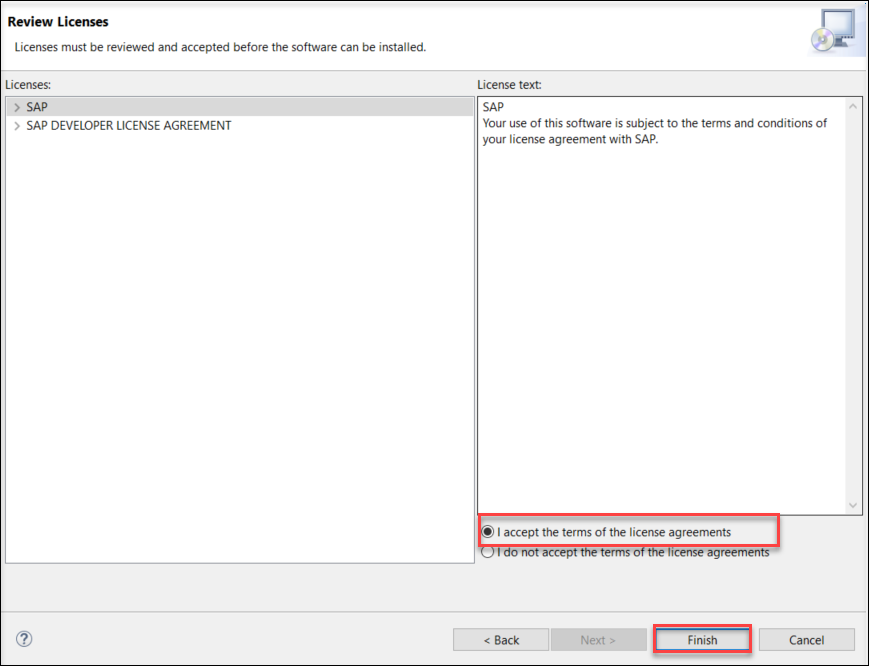 Review Licenses
Licenses must be reviewed and accepted before the software can be installed.
Licenses:
SAP
SAP DEVELOPER LICENSE AGREEMENT
License text:
SAP
Your use of this software is subject to the terms and conditions of
your license agreement with SAP.
I accept the terms of the license agreements
I do not accept the terms of the license agreements
?
< Back
Next >
Finish
Cancel